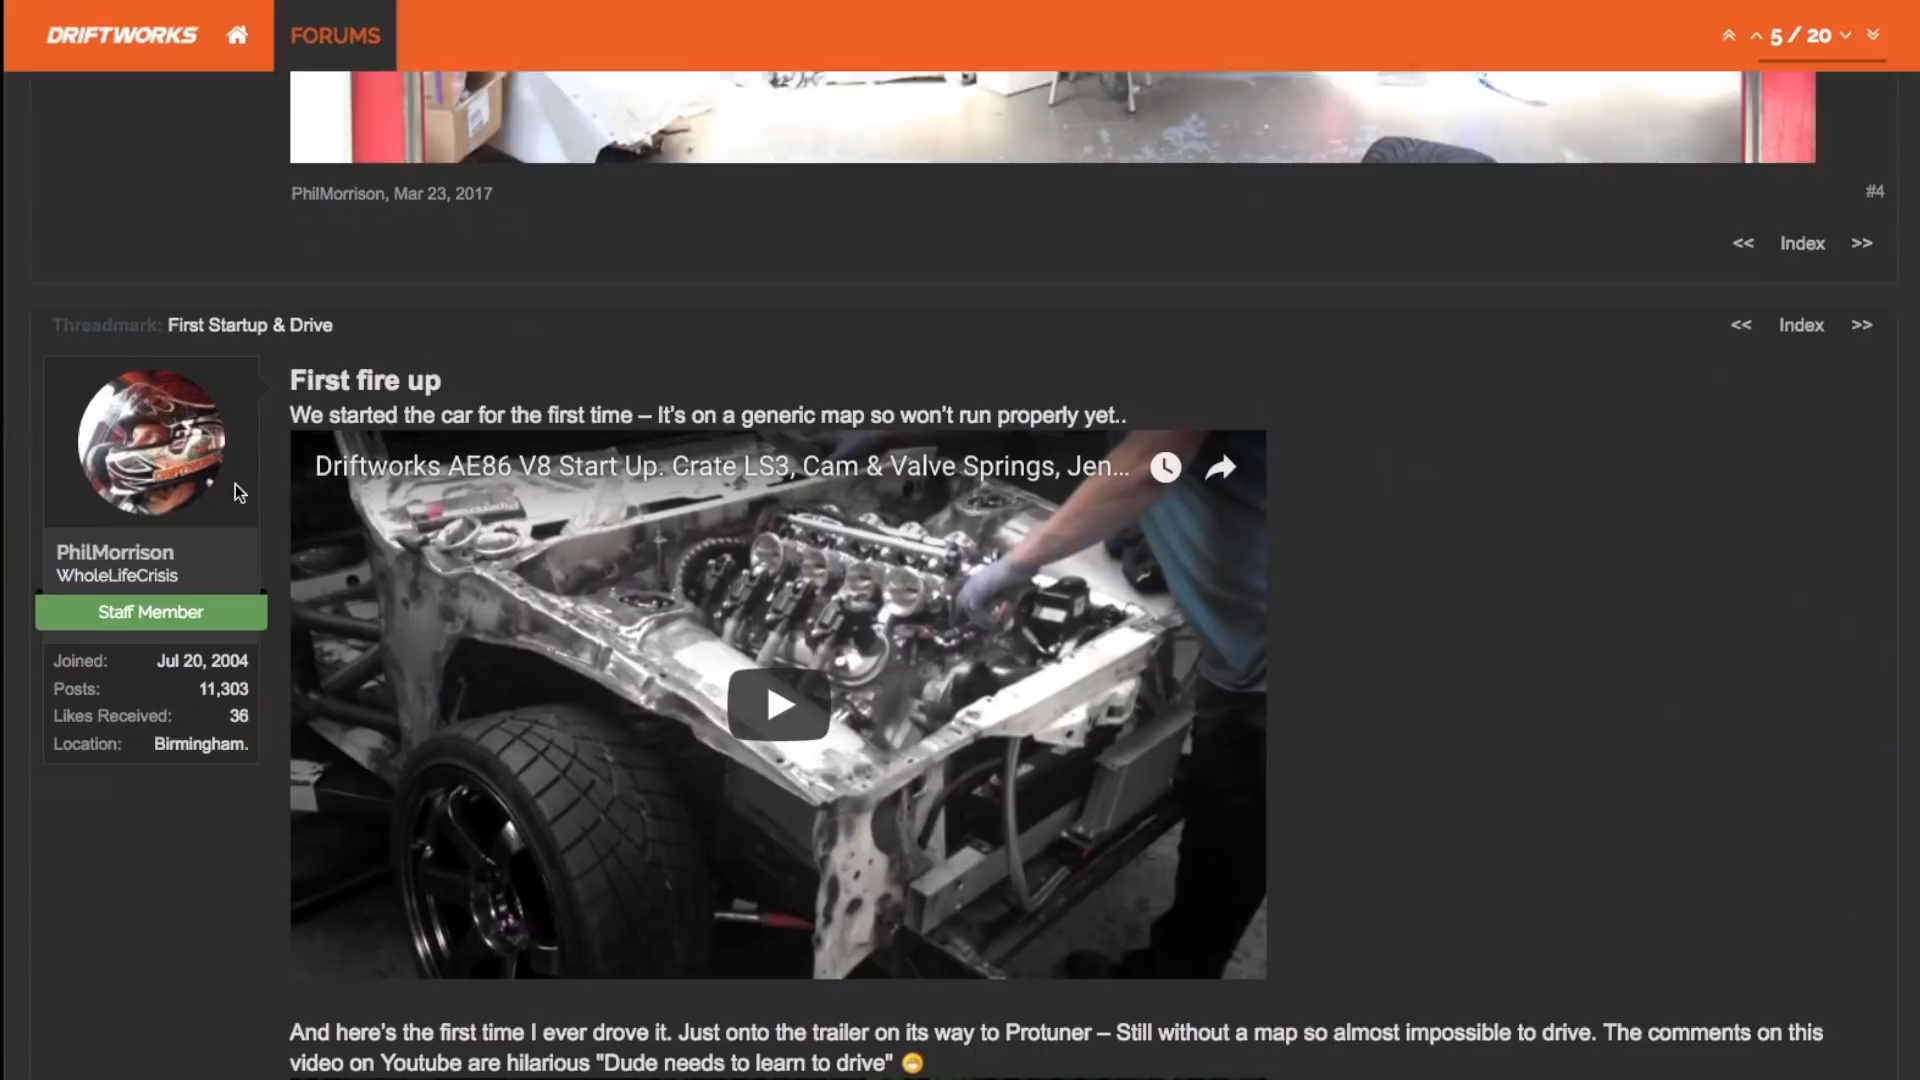 DRIFTWORKS
FORUMS
5 / 20
PhilMorrison, Mar 23, 2017
#4
<< Index >>
Threadmark: First Startup & Drive
<< Index >>
First fire up
We started the car for the first time – It's on a generic map so won't run properly yet..
Driftworks AE86 V8 Start Up. Crate LS3, Cam & Valve Springs, Jen...
PhilMorrison
WholeLifeCrisis
Staff Member
Joined: Jul 20, 2004
Posts: 11,303
Likes Received: 36
Location: Birmingham.
And here's the first time I ever drove it. Just onto the trailer on its way to Protuner – Still without a map so almost impossible to drive. The comments on this
video on Youtube are hilarious "Dude needs to learn to drive" 😁